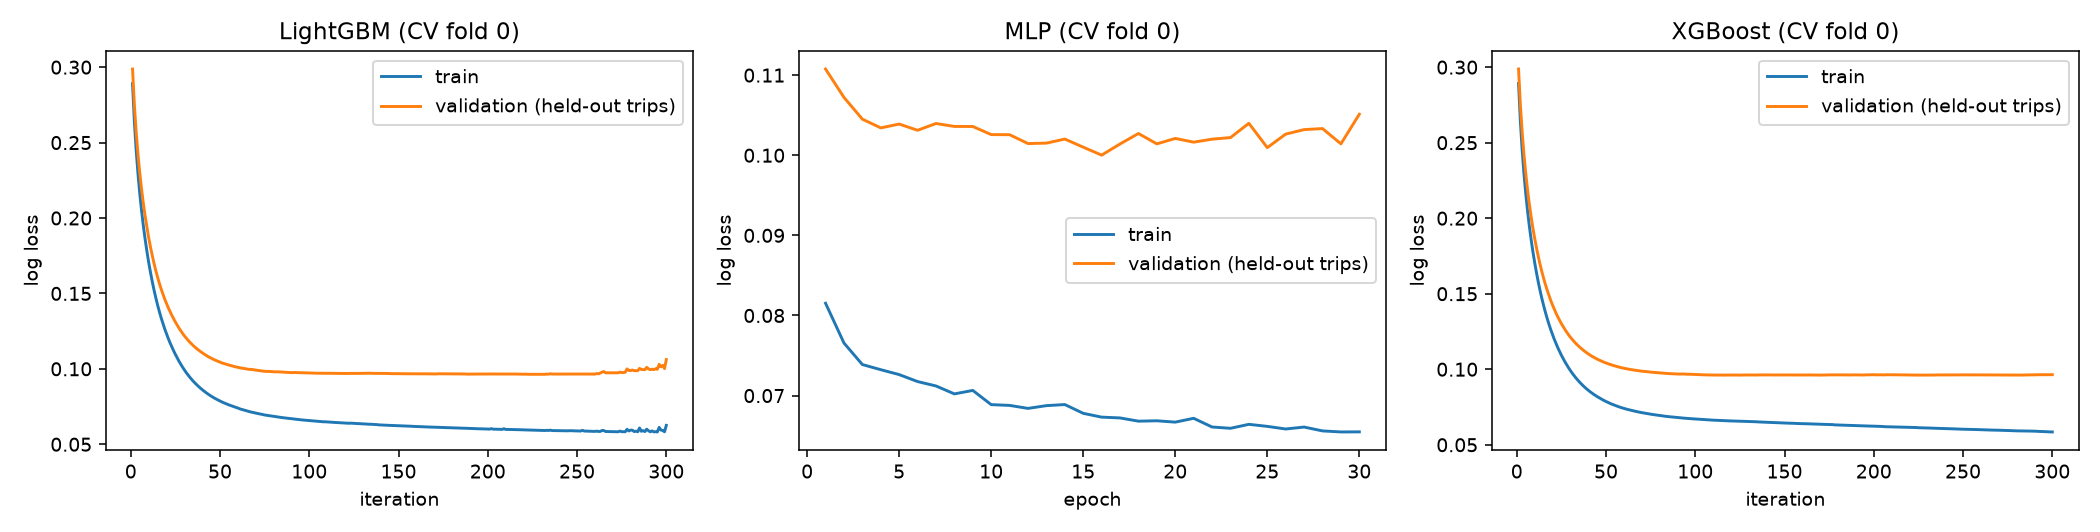 LightGBM (CV fold 0)
0.30
0.25
0.20
0.15
0.10
0.05
log loss
train
validation (held-out trips)
0
50
100
150
200
250
300
iteration
MLP (CV fold 0)
0.11
0.10
0.09
0.08
0.07
log loss
train
validation (held-out trips)
0
5
10
15
20
25
30
epoch
XGBoost (CV fold 0)
0.30
0.25
0.20
0.15
0.10
0.05
log loss
train
validation (held-out trips)
0
50
100
150
200
250
300
iteration